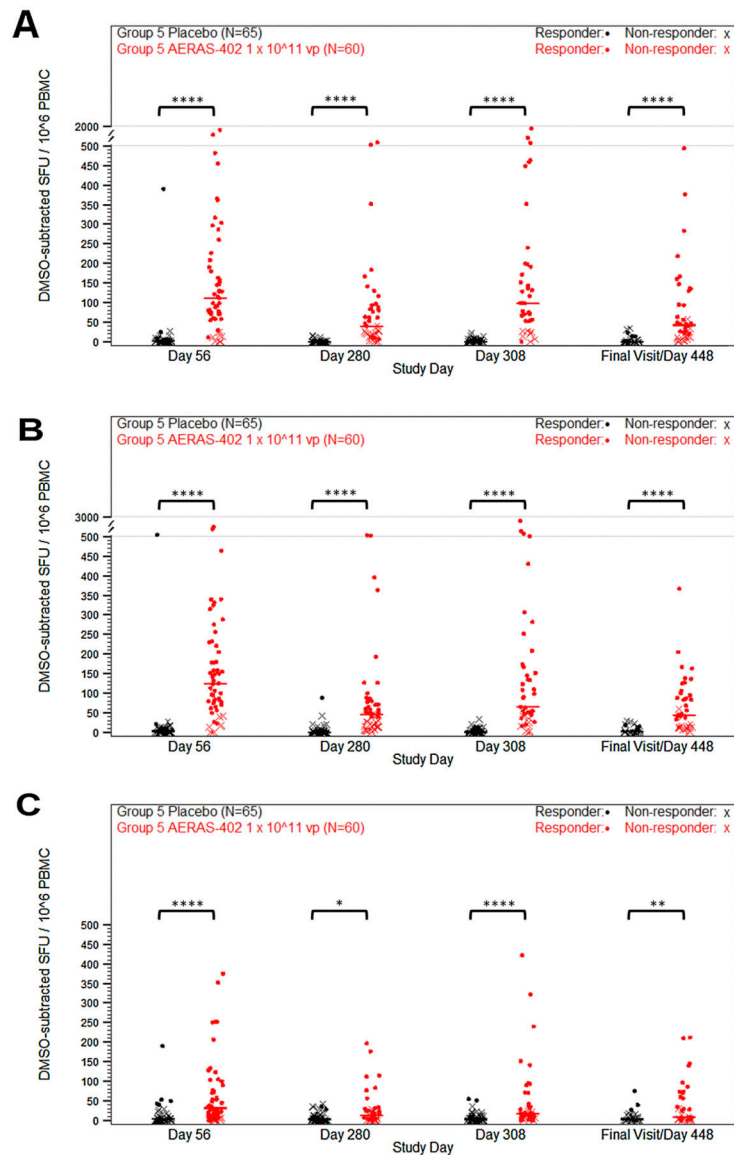 A
Group 5 Placebo (N=65) Responder:• Non-responder: x
Group 5 AERAS-402 1 x 10^11 vp (N=60) Responder:• Non-responder: x
**** **** **** ****
DMSO-subtracted SFU / 10^6 PBMC
2000
500
450
400
350
300
250
200
150
100
50
0
Day 56 Day 280 Day 308 Final Visit/Day 448
Study Day
B
Group 5 Placebo (N=65) Responder:• Non-responder: x
Group 5 AERAS-402 1 x 10^11 vp (N=60) Responder:• Non-responder: x
**** **** **** ****
DMSO-subtracted SFU / 10^6 PBMC
3000
500
450
400
350
300
250
200
150
100
50
0
Day 56 Day 280 Day 308 Final Visit/Day 448
Study Day
C
Group 5 Placebo (N=65) Responder:• Non-responder: x
Group 5 AERAS-402 1 x 10^11 vp (N=60) Responder:• Non-responder: x
**** * **** **
DMSO-subtracted SFU / 10^6 PBMC
500
450
400
350
300
250
200
150
100
50
0
Day 56 Day 280 Day 308 Final Visit/Day 448
Study Day